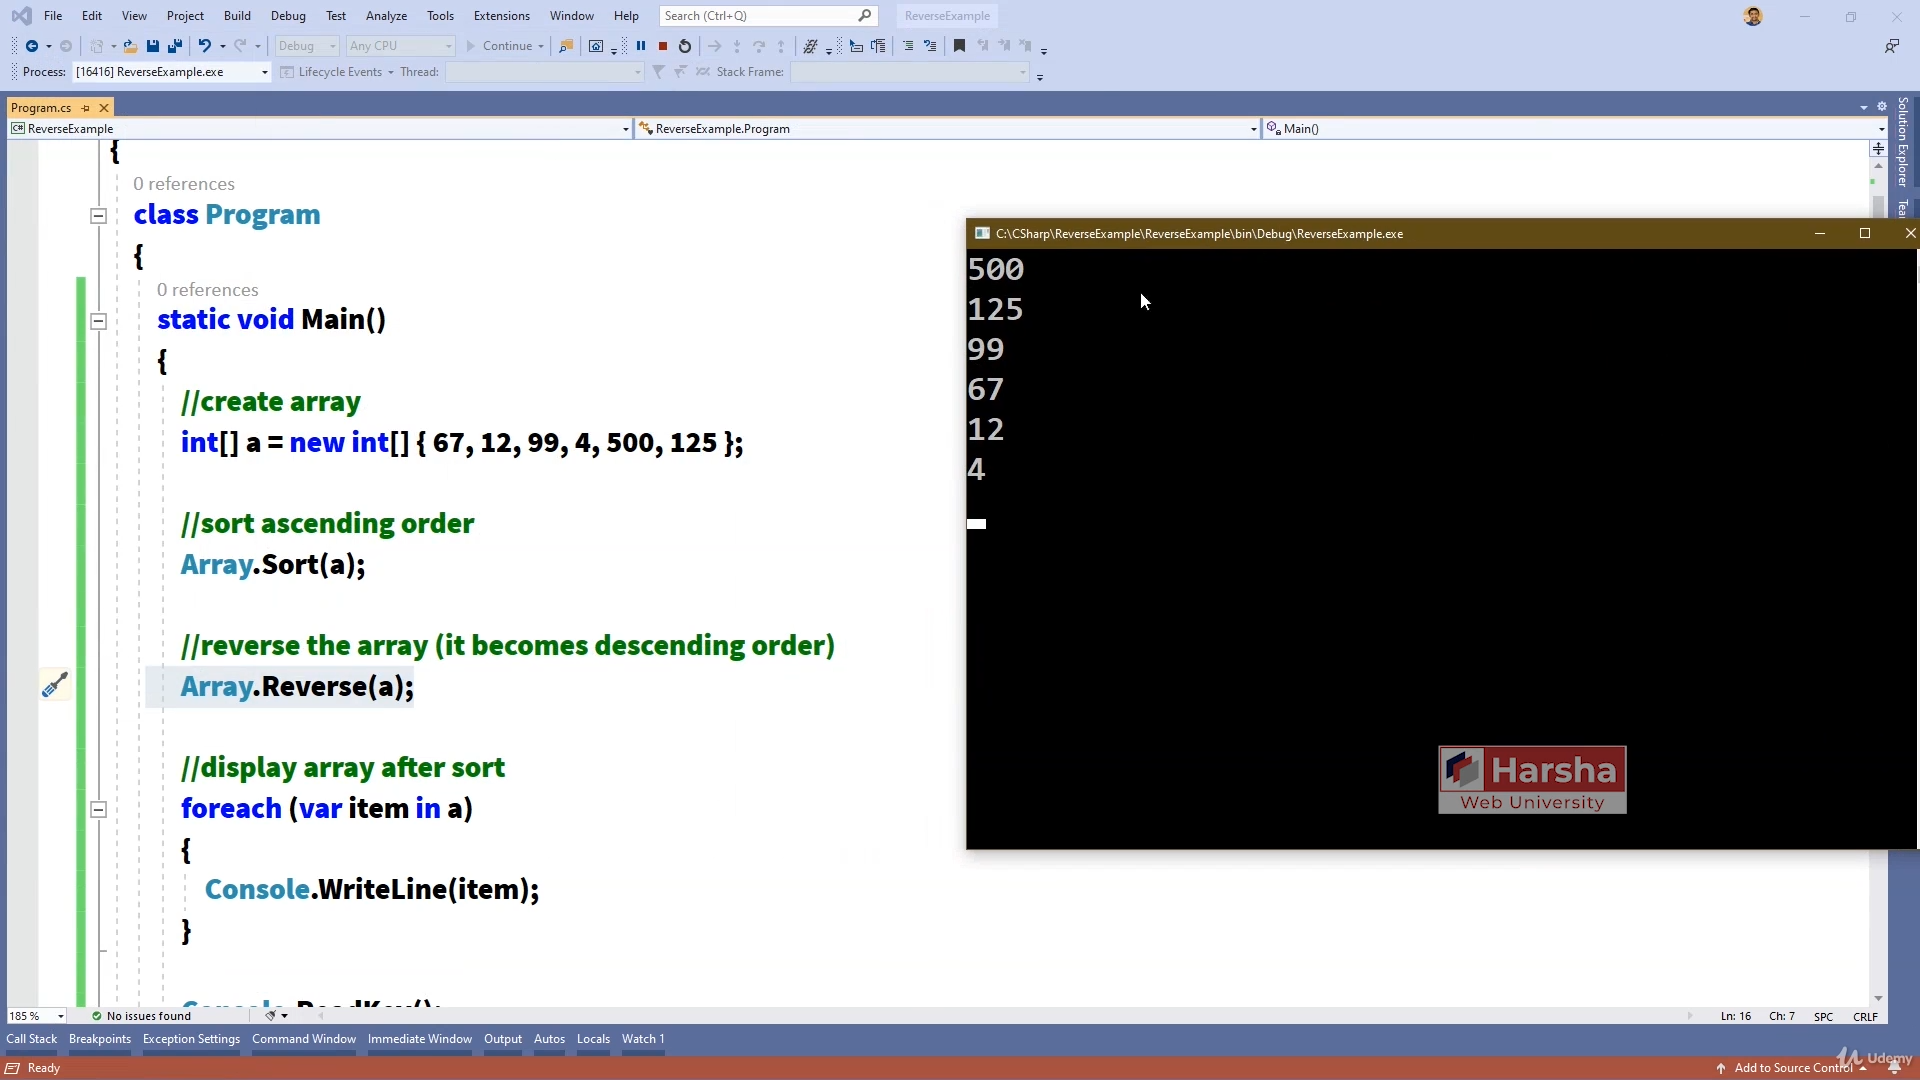 File Edit View Project Build Debug Test Analyze Tools Extensions Window Help Search (Ctrl+Q) ReverseExample
Debug Any CPU Continue
Process: [16416] ReverseExample.exe Lifecycle Events Thread: Stack Frame:
Program.cs
C# ReverseExample ReverseExample.Program Main()
Solution Explorer
{
0 references
class Program
{
0 references
static void Main()
{
//create array
int[] a = new int[] { 67, 12, 99, 4, 500, 125 };
//sort ascending order
Array.Sort(a);
//reverse the array (it becomes descending order)
Array.Reverse(a);
//display array after sort
foreach (var item in a)
{
Console.WriteLine(item);
}
Console.ReadKey();
C:\CSharp\ReverseExample\ReverseExample\bin\Debug\ReverseExample.exe
500
125
99
67
12
4
Harsha
Web University
185 % No issues found Ln: 16 Ch: 7 SPC CRLF
Call Stack Breakpoints Exception Settings Command Window Immediate Window Output Autos Locals Watch 1
Ready Add to Source Control
Udemy